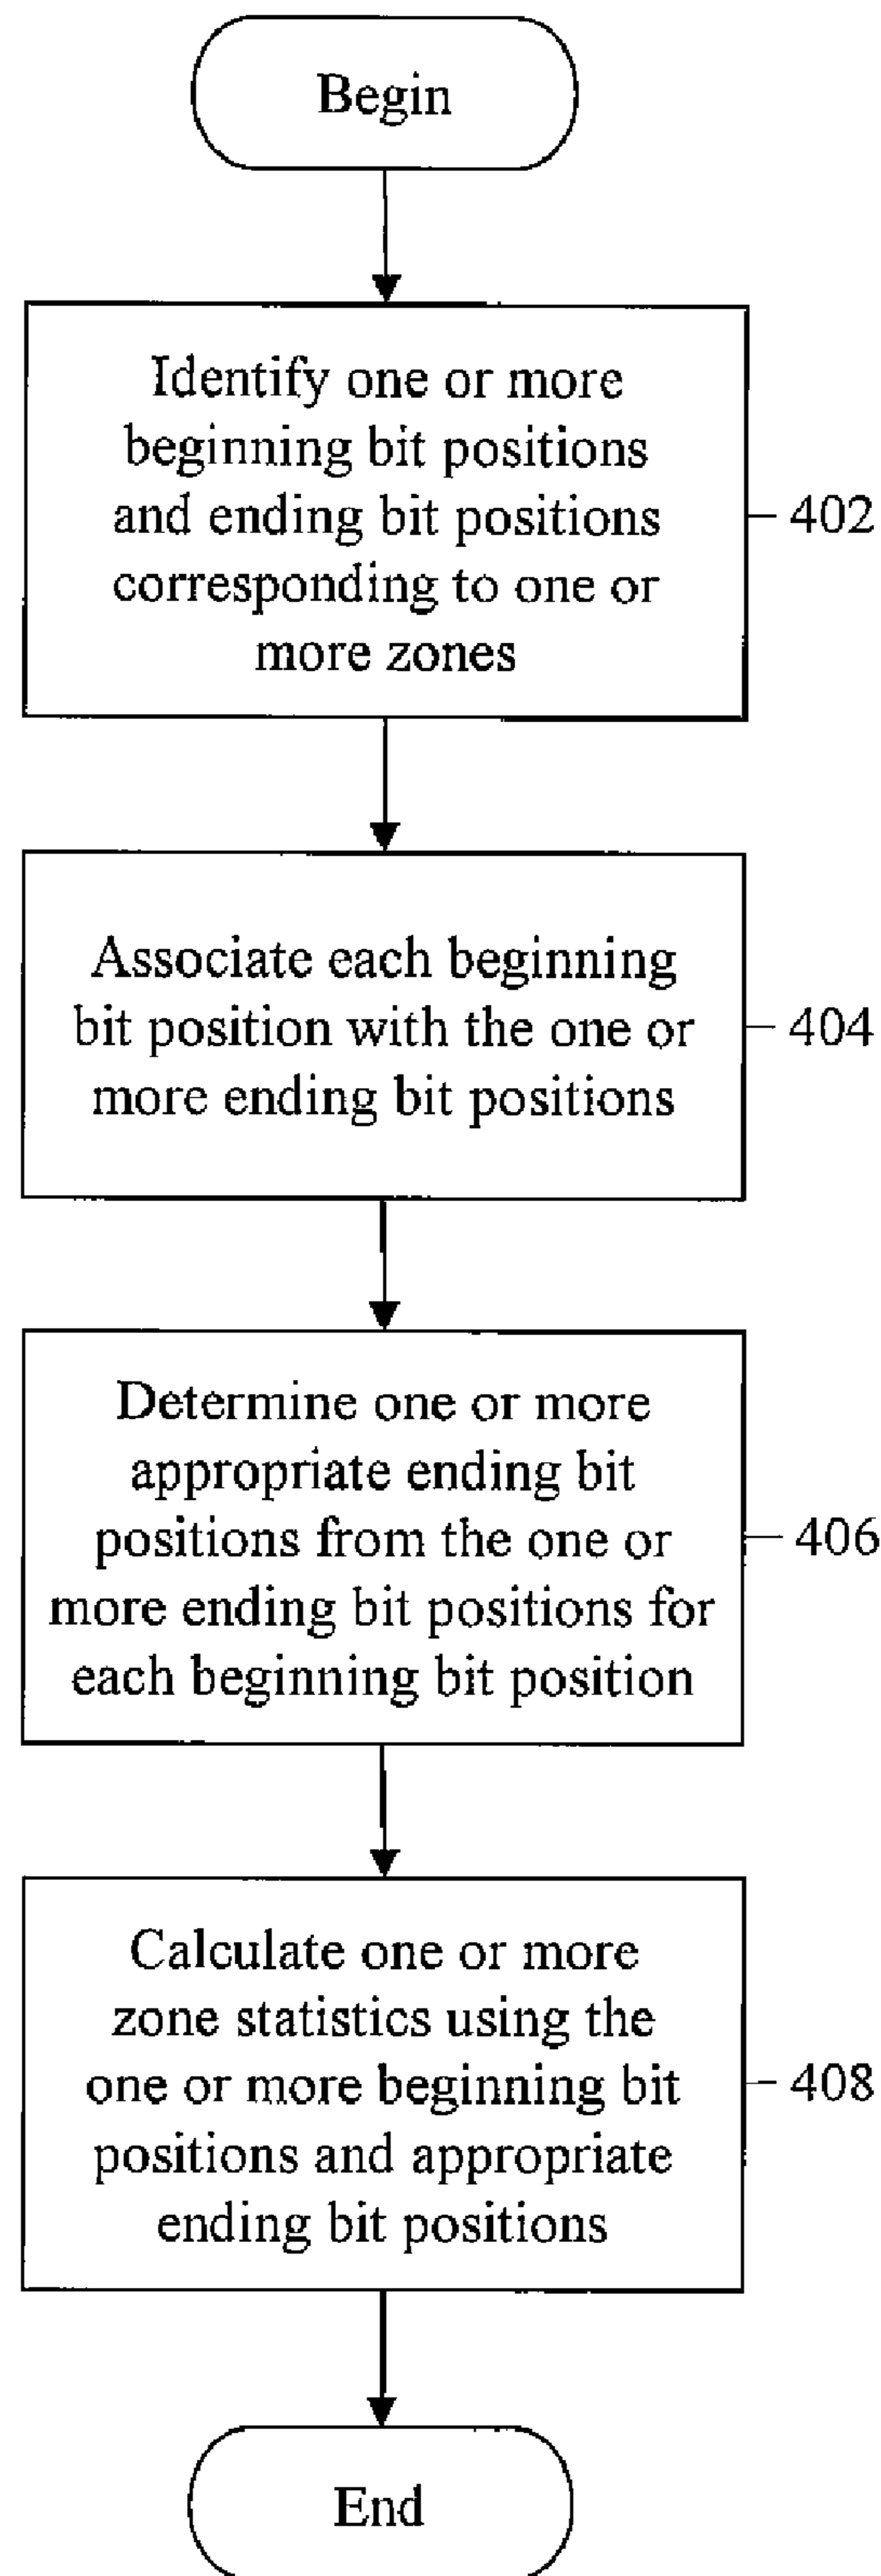 Begin
Identify one or more
beginning bit positions
and ending bit positions
corresponding to one or
more zones
402
Associate each beginning
bit position with the one or
more ending bit positions
404
Determine one or more
appropriate ending bit
positions from the one or
more ending bit positions for
each beginning bit position
406
Calculate one or more
zone statistics using the
one or more beginning bit
positions and appropriate
ending bit positions
408
End